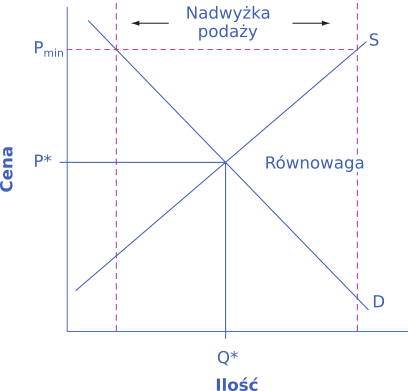 Nadwyżka
podaży
Pmin
S
P*
Równowaga
Cena
D
Q*
Ilość